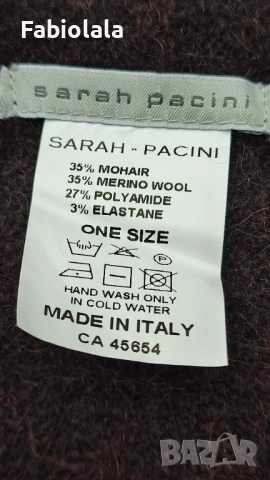 Fabiolala
sarah pacini
SARAH - PACINI
35% MOHAIR
35% MERINO WOOL
27% POLYAMIDE
3% ELASTANE
ONE SIZE
P
HAND WASH ONLY
IN COLD WATER
MADE IN ITALY
CA 45654
BAZAR